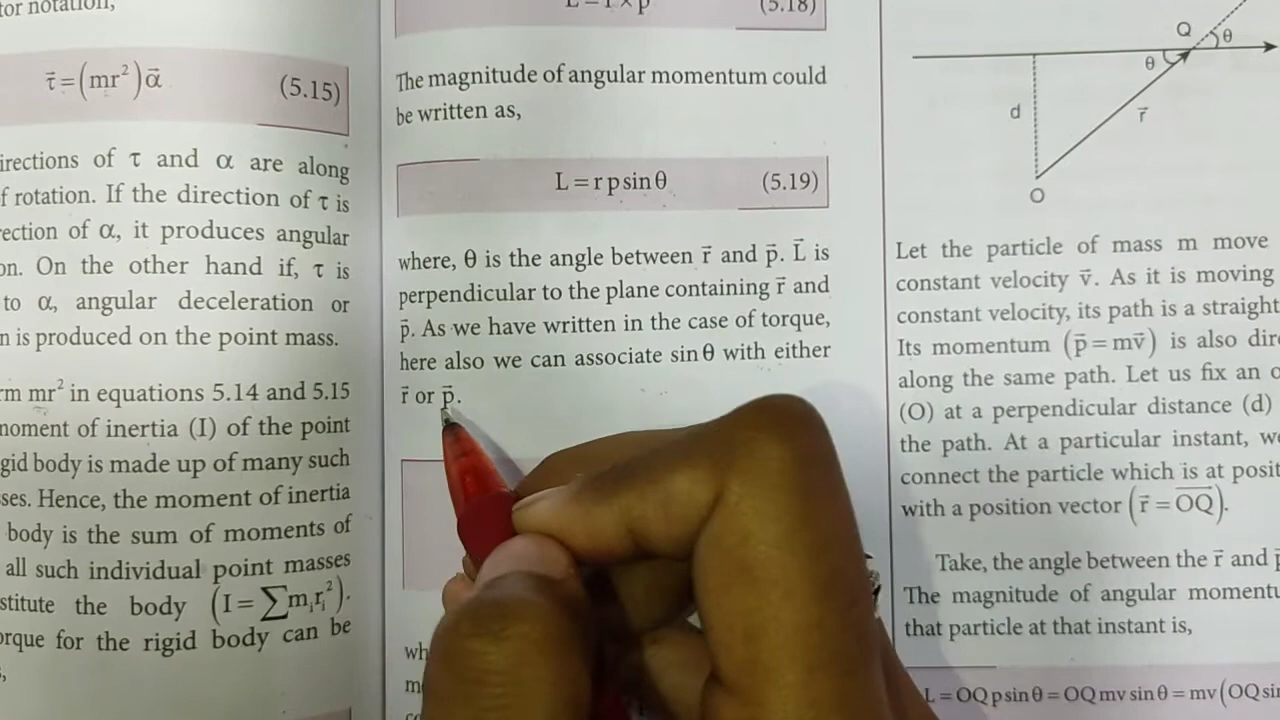 tor notation,
τ⃗ = (mr²) α⃗ (5.15)
irections of τ and α are along
f rotation. If the direction of τ is
ection of α, it produces angular
on. On the other hand if, τ is
to α, angular deceleration or
n is produced on the point mass.
rm mr² in equations 5.14 and 5.15
moment of inertia (I) of the point
gid body is made up of many such
ses. Hence, the moment of inertia
body is the sum of moments of
all such individual point masses
stitute the body (I = ∑mᵢrᵢ²).
orque for the rigid body can be
L = r × p (5.18)
The magnitude of angular momentum could
be written as,
L = r p sin θ (5.19)
where, θ is the angle between r⃗ and p⃗. L⃗ is
perpendicular to the plane containing r⃗ and
p⃗. As we have written in the case of torque,
here also we can associate sin θ with either
r⃗ or p⃗.
wh
m
Q θ
θ
d r⃗
O
Let the particle of mass m move
constant velocity v⃗. As it is moving
constant velocity, its path is a straight
Its momentum (p⃗ = mv⃗) is also dire
along the same path. Let us fix an o
(O) at a perpendicular distance (d)
the path. At a particular instant, we
connect the particle which is at posit
with a position vector (r⃗ = OQ⃗).
Take, the angle between the r⃗ and p⃗
The magnitude of angular momentu
that particle at that instant is,
L = OQ p sin θ = OQ mv sin θ = mv (OQ sin